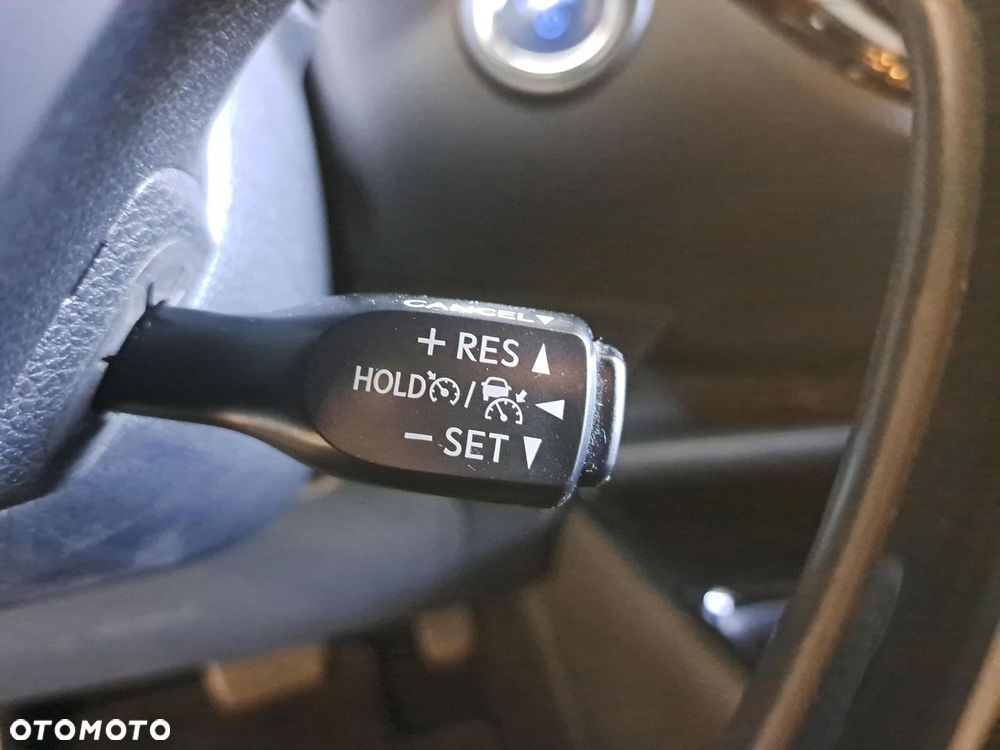 CANCEL▼
+ RES ▲
HOLD / ◄
− SET ▼
OTOMOTO